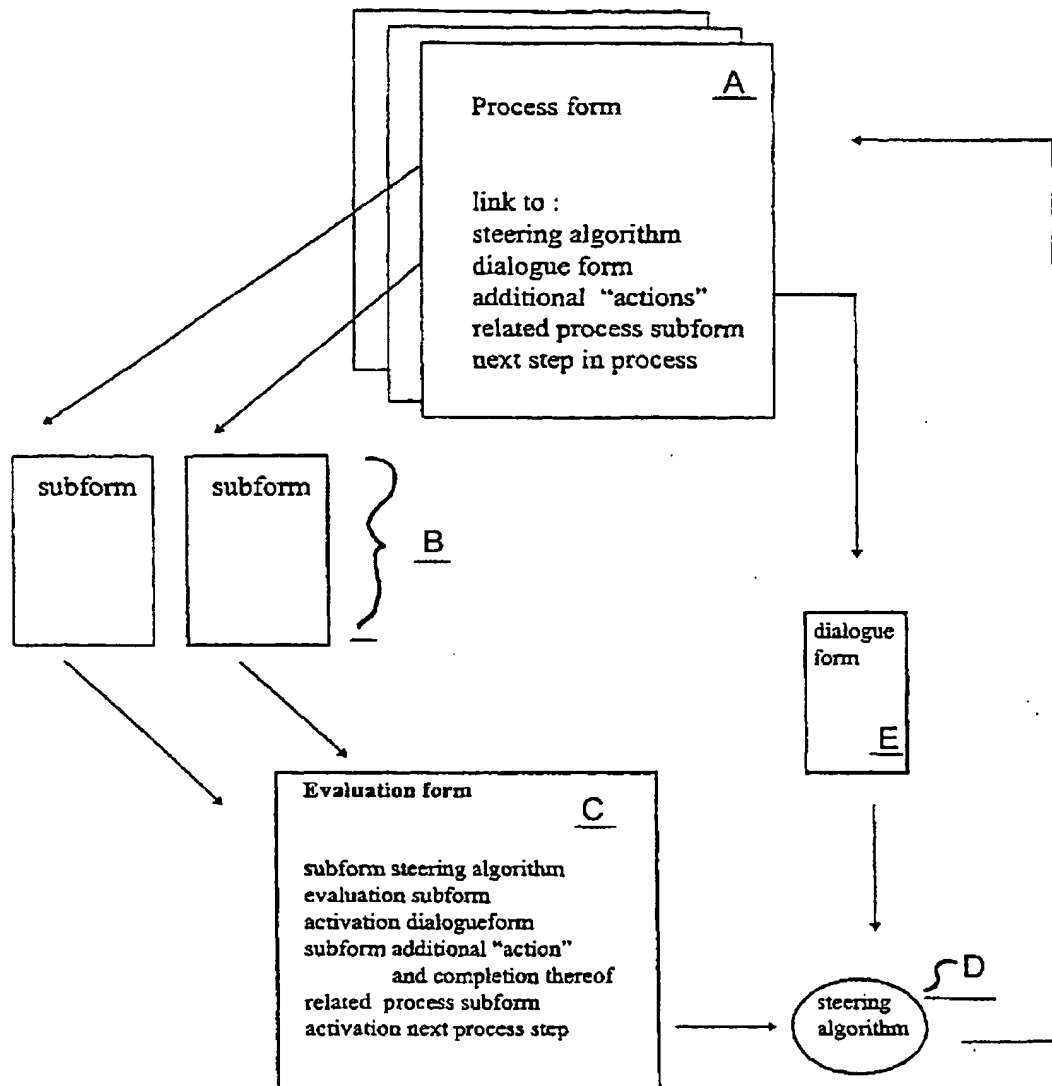 A
Process form
link to :
steering algorithm
dialogue form
additional “actions”
related process subform
next step in process
subform
subform
B
dialogue
form
E
Evaluation form
C
subform steering algorithm
evaluation subform
activation dialogueform
subform additional “action”
and completion thereof
related process subform
activation next process step
D
steering
algorithm